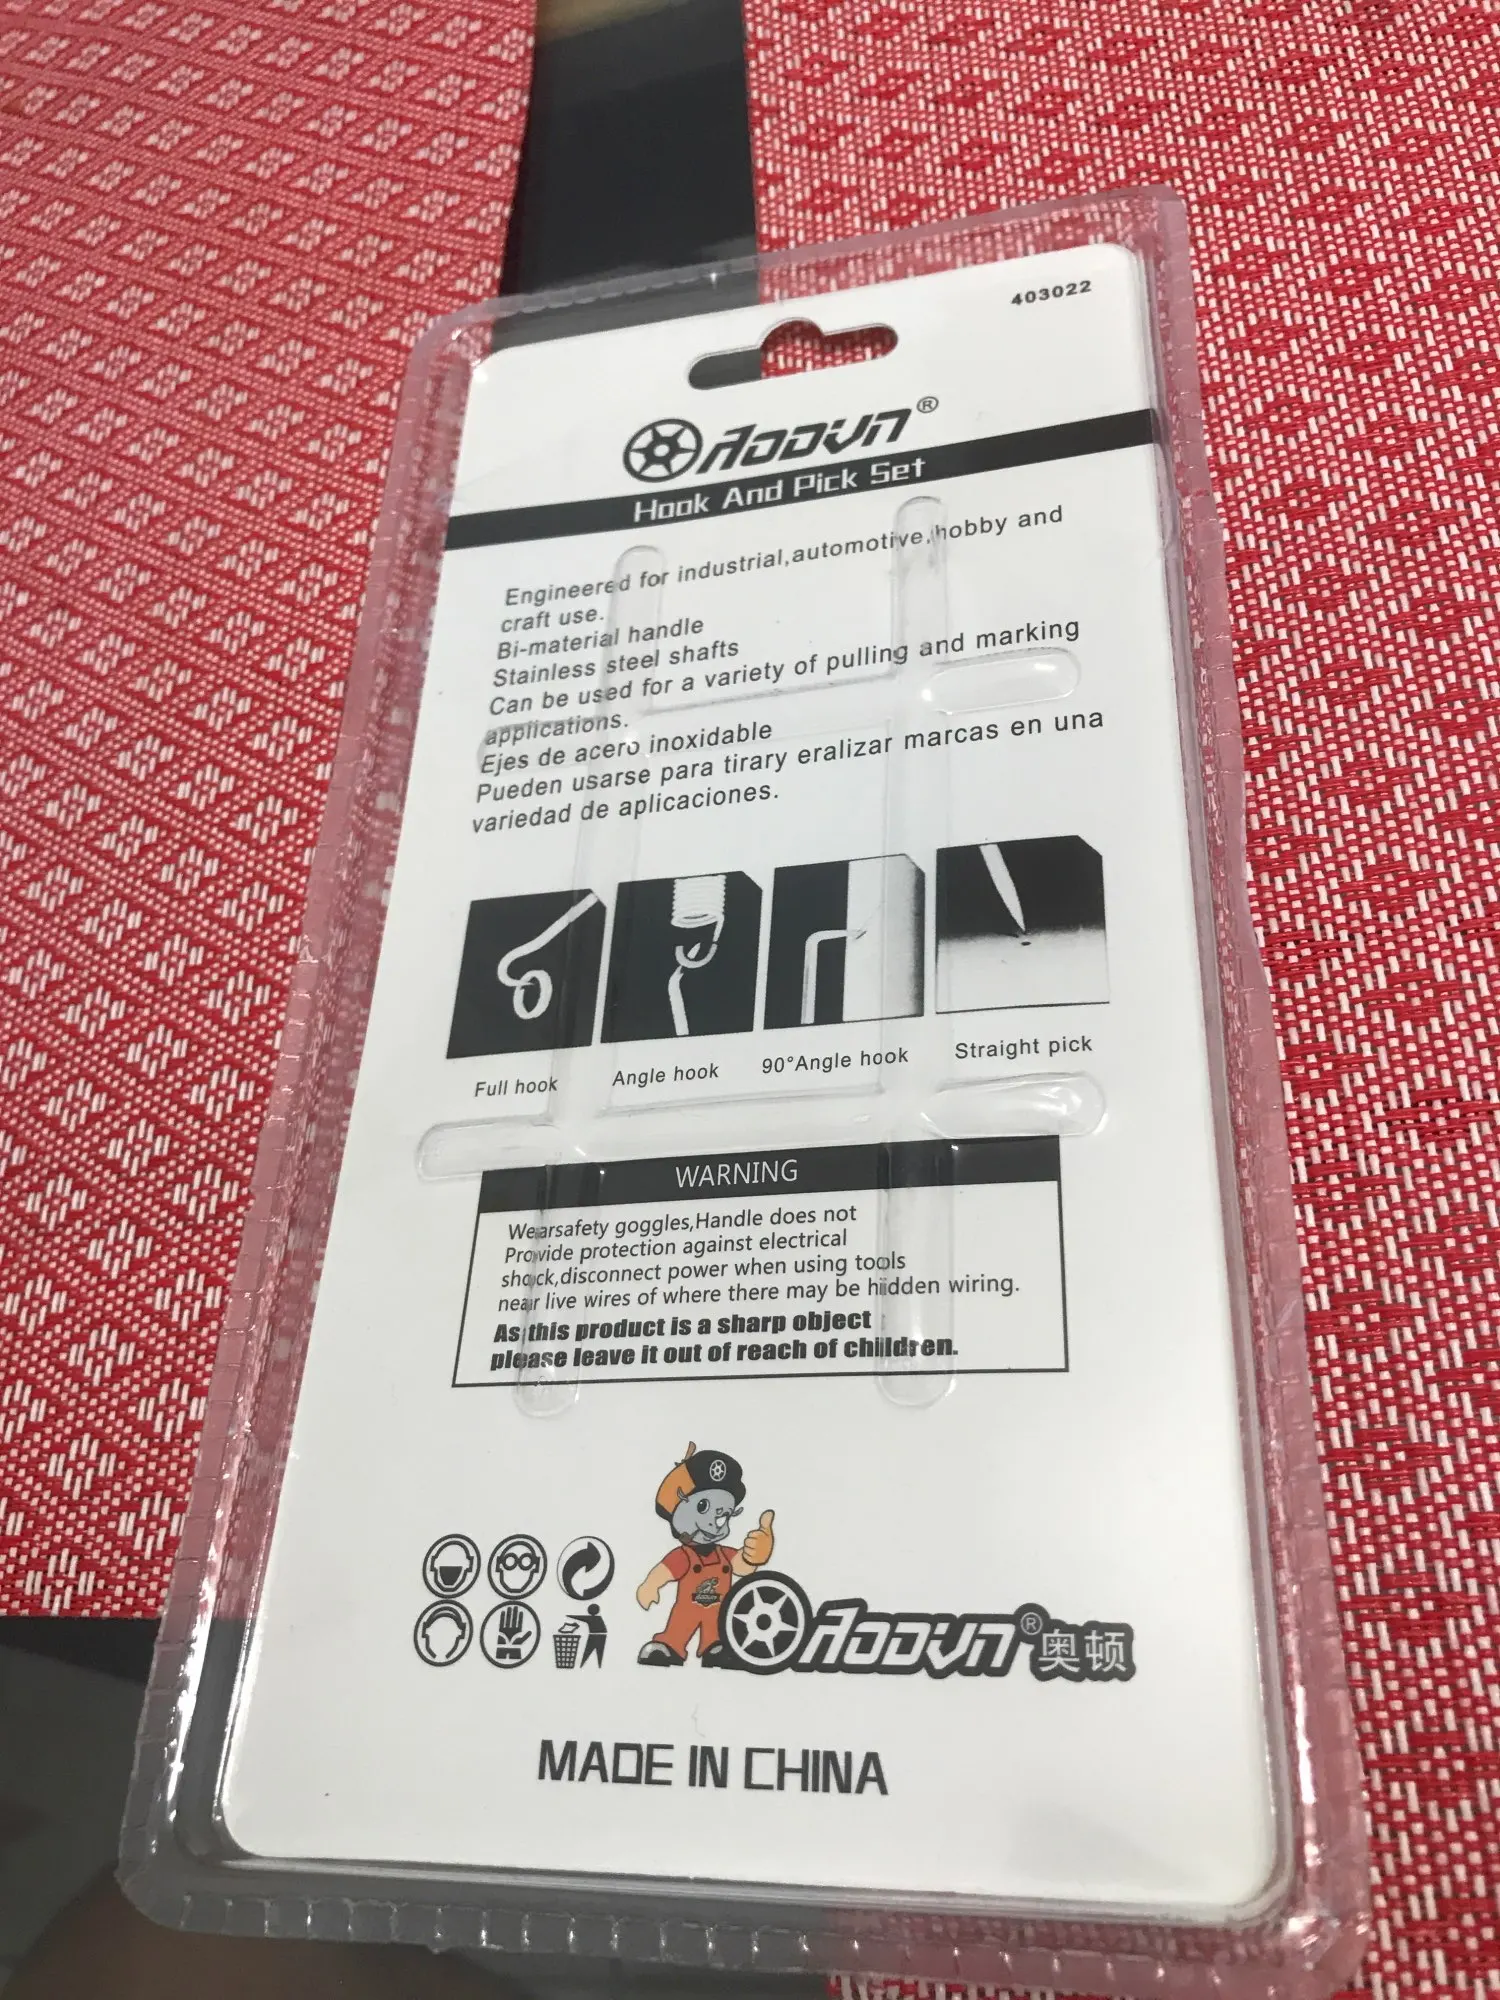 403022
AODVN®
Hook And Pick Set
Engineered for industrial,automotive,hobby and
craft use.
Bi-material handle
Stainless steel shafts
Can be used for a variety of pulling and marking
applications.
Ejes de acero inoxidable
Pueden usarse para tirary eralizar marcas en una
variedad de aplicaciones.
Full hook
Angle hook
90°Angle hook
Straight pick
WARNING
Wearsafety goggles,Handle does not
Provide protection against electrical
shock,disconnect power when using tools
near live wires of where there may be hidden wiring.
As this product is a sharp object
please leave it out of reach of children.
AODVN®奥顿
MADE IN CHINA